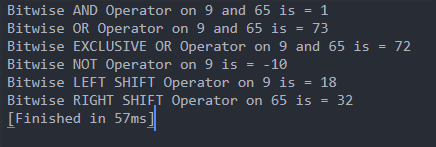 Bitwise AND Operator on 9 and 65 is = 1
Bitwise OR Operator on 9 and 65 is = 73
Bitwise EXCLUSIVE OR Operator on 9 and 65 is = 72
Bitwise NOT Operator on 9 is = -10
Bitwise LEFT SHIFT Operator on 9 is = 18
Bitwise RIGHT SHIFT Operator on 65 is = 32
[Finished in 57ms]